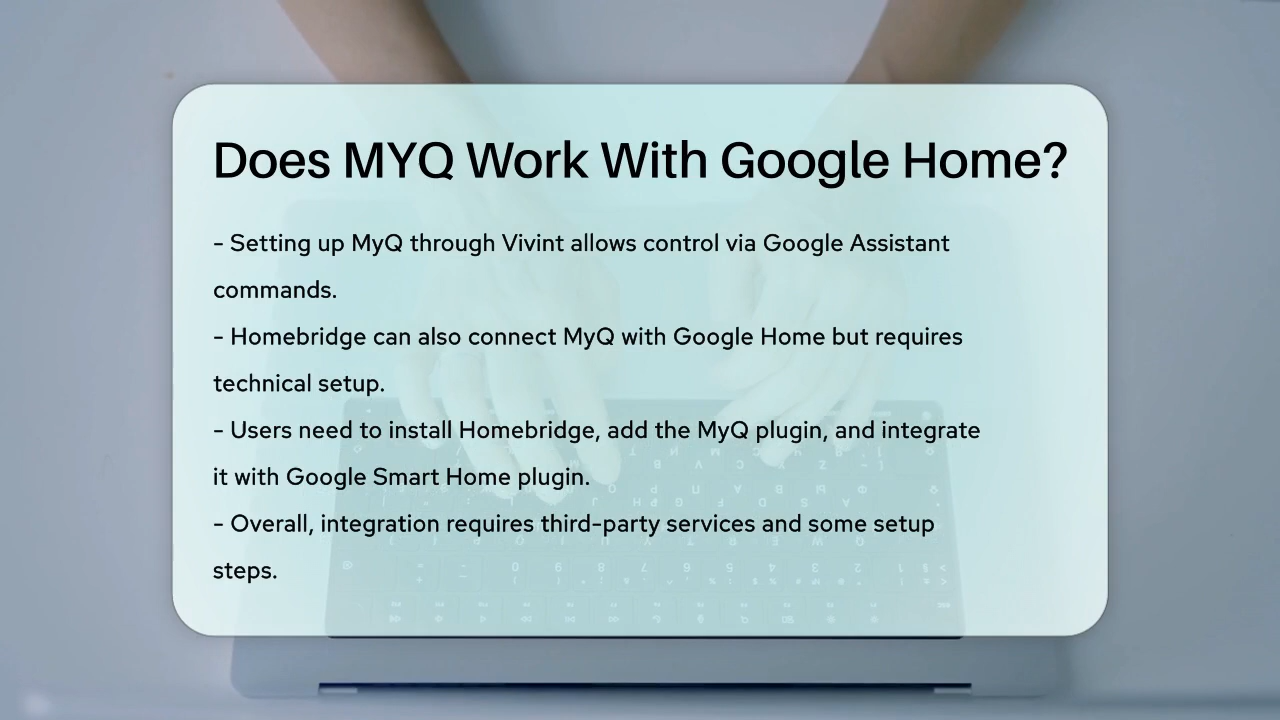 Does MYQ Work With Google Home?
- Setting up MyQ through Vivint allows control via Google Assistant
commands.
- Homebridge can also connect MyQ with Google Home but requires
technical setup.
- Users need to install Homebridge, add the MyQ plugin, and integrate
it with Google Smart Home plugin.
- Overall, integration requires third-party services and some setup
steps.